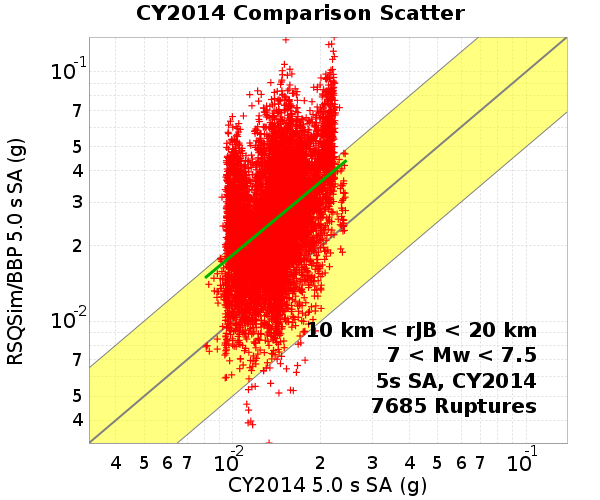 CY2014 Comparison Scatter
RSQSim/BBP 5.0 s SA (g)
10⁻¹
7
5
4
3
2
10⁻²
7
5
4
10 km < rJB < 20 km
7 < Mw < 7.5
5s SA, CY2014
7685 Ruptures
4 5 6 7 10⁻² 2 3 4 5 6 7 10⁻¹
CY2014 5.0 s SA (g)